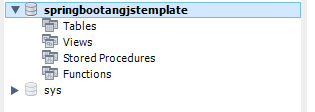 springbootangjstemplate
Tables
Views
Stored Procedures
Functions
sys